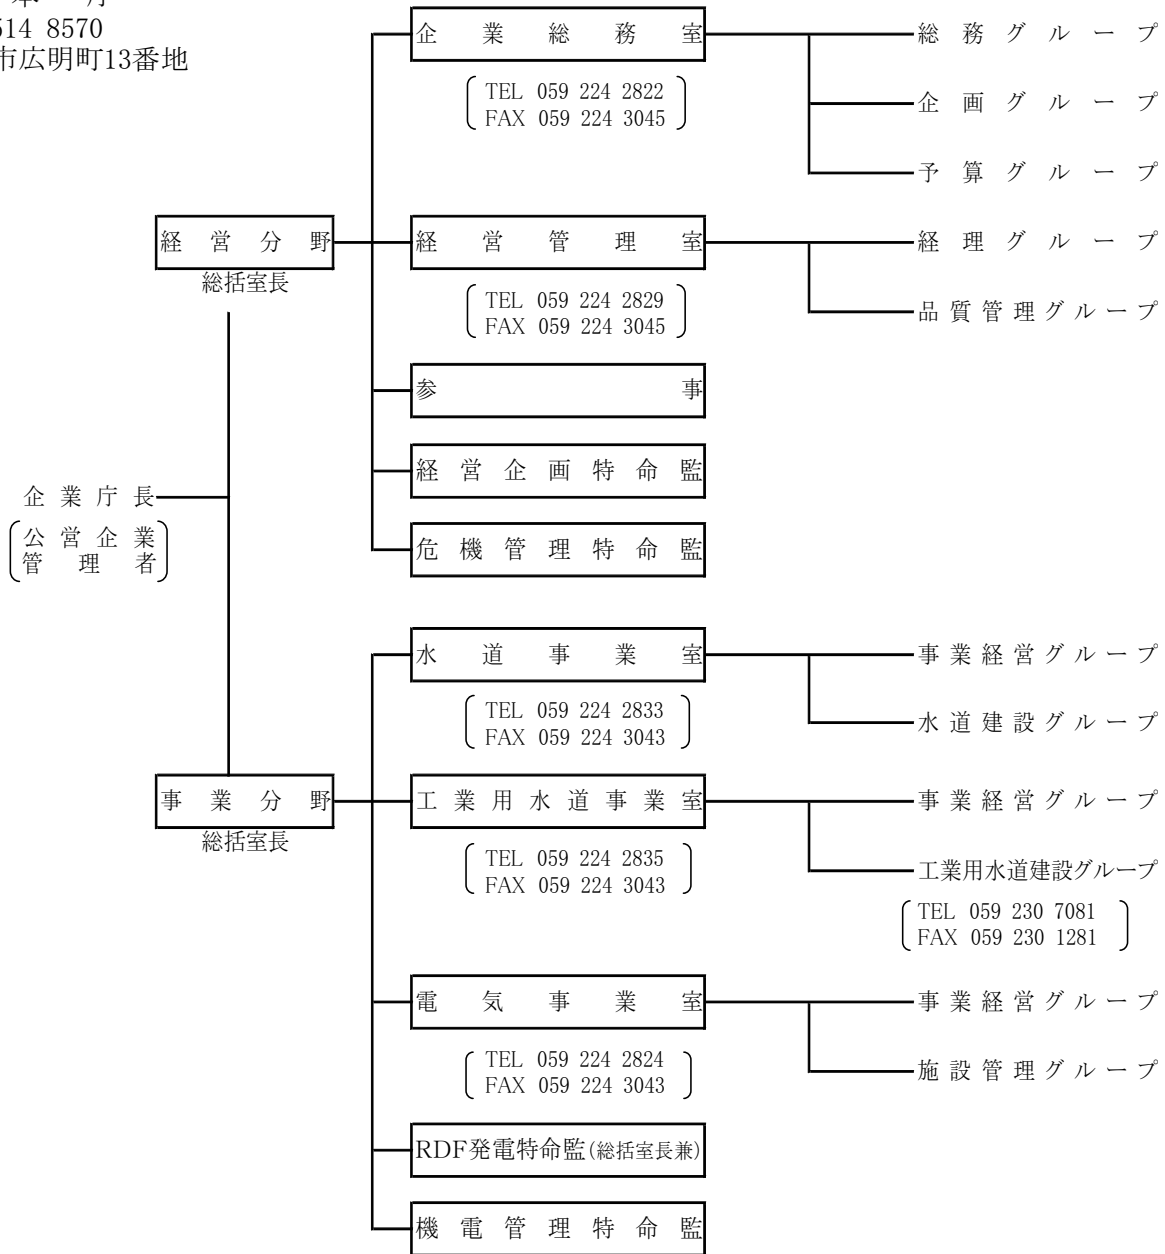 本 庁
514 8570
市広明町13番地
企業総務室
TEL 059 224 2822
FAX 059 224 3045
総務グループ
企画グループ
予算グループ
経営分野
総括室長
経営管理室
TEL 059 224 2829
FAX 059 224 3045
経理グループ
品質管理グループ
参事
経営企画特命監
危機管理特命監
企業庁長
公営企業
管理者
水道事業室
TEL 059 224 2833
FAX 059 224 3043
事業経営グループ
水道建設グループ
事業分野
総括室長
工業用水道事業室
TEL 059 224 2835
FAX 059 224 3043
事業経営グループ
工業用水道建設グループ
TEL 059 230 7081
FAX 059 230 1281
電気事業室
TEL 059 224 2824
FAX 059 224 3043
事業経営グループ
施設管理グループ
RDF発電特命監(総括室長兼)
機電管理特命監